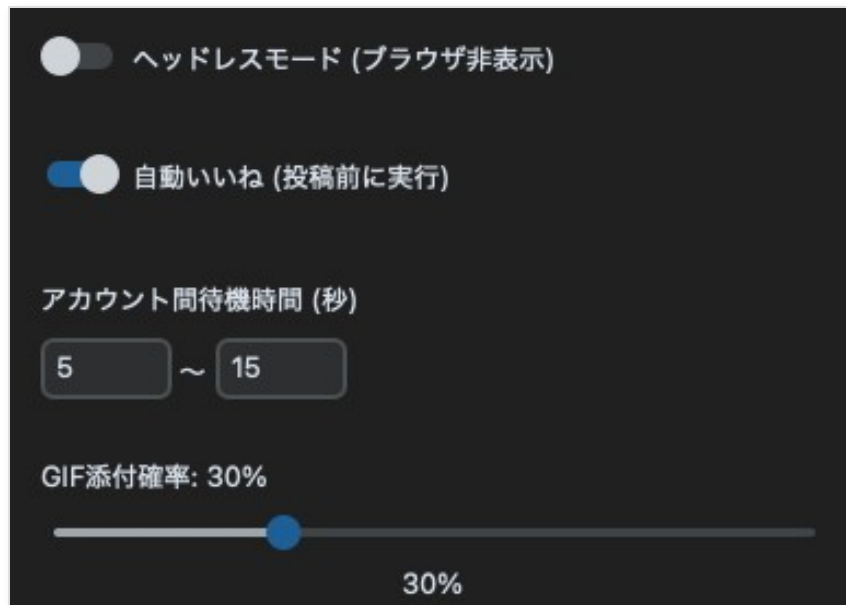 ヘッドレスモード (ブラウザ非表示)
自動いいね (投稿前に実行)
アカウント間待機時間 (秒)
5 〜 15
GIF添付確率: 30%
30%